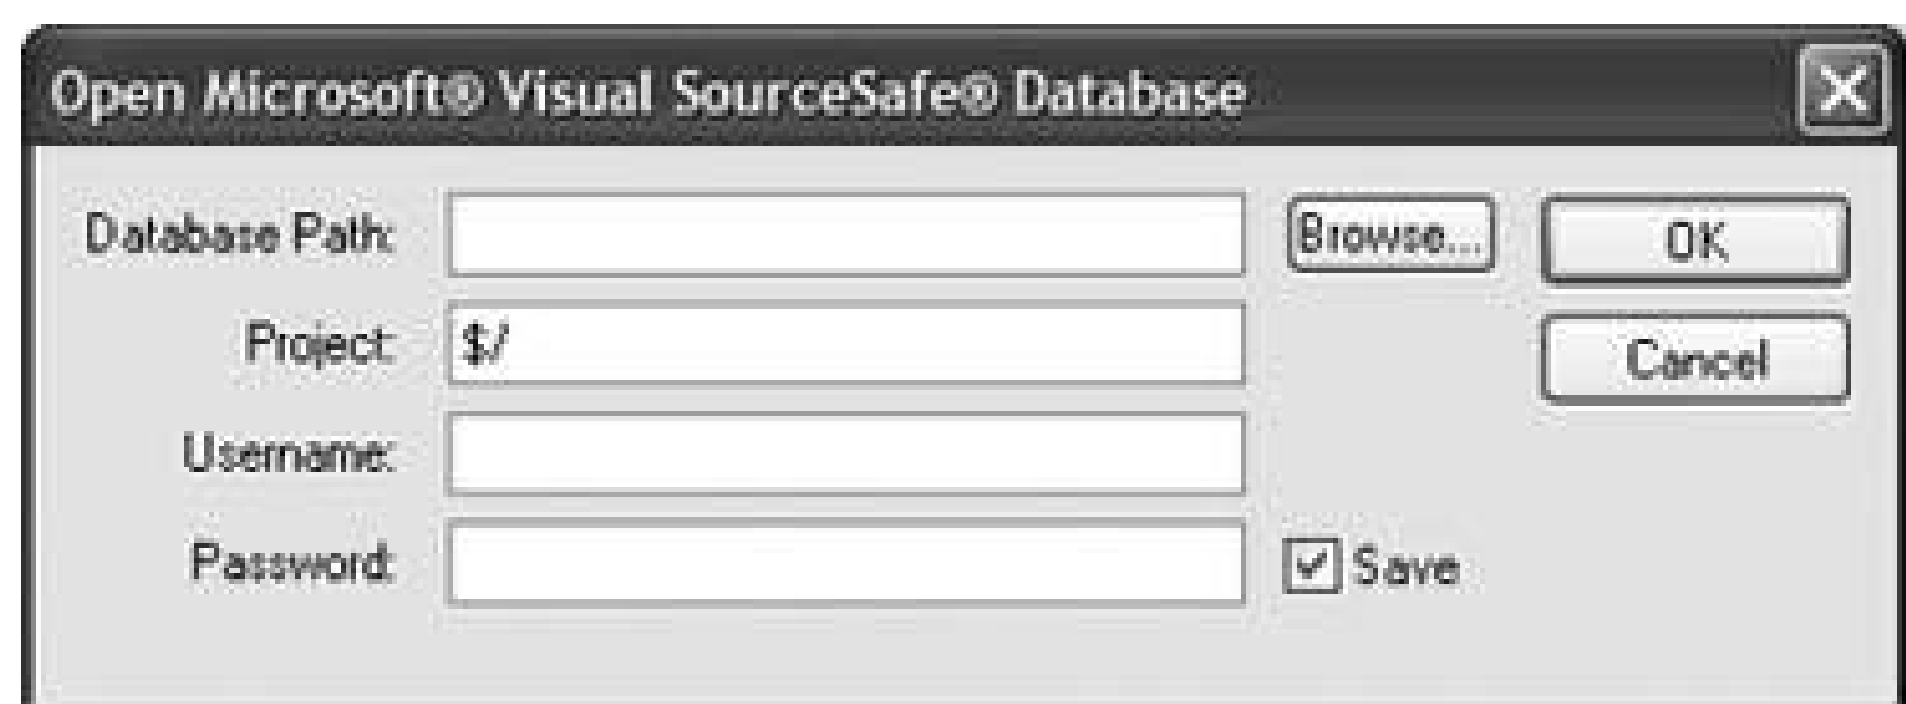 Open Microsoft® Visual SourceSafe® Database
Database Path: Browse... OK
Project: $/ Cancel
Username:
Password: Save